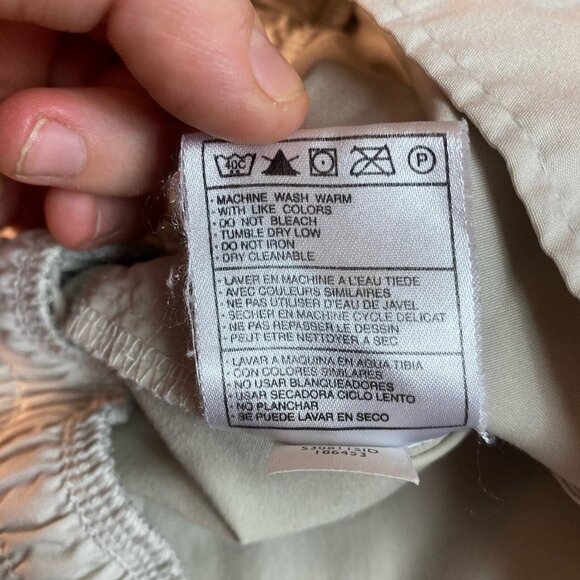 40C P
• MACHINE WASH WARM
• WITH LIKE COLORS
• DO NOT BLEACH
• TUMBLE DRY LOW
• DO NOT IRON
• DRY CLEANABLE
• LAVER EN MACHINE A L'EAU TIEDE
• AVEC COULEURS SIMILAIRES
• NE PAS UTILISER D'EAU DE JAVEL
• SECHER EN MACHINE CYCLE DELICAT
• NE PAS REPASSER LE DESSIN
• PEUT ETRE NETTOYER A SEC
• LAVAR A MAQUINA EN AGUA TIBIA
• CON COLORES SIMILARES
• NO USAR BLANQUEADORES
• USAR SECADORA CICLO LENTO
• NO PLANCHAR
• SE PUEDE LAVAR EN SECO
186453